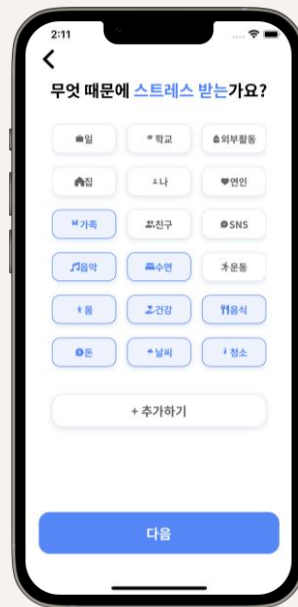 2:11
무엇 때문에 스트레스 받는가요?
일 학교 외부활동
집 나 연인
가족 친구 SNS
음악 수면 운동
몸 건강 음식
돈 날씨 청소
+ 추가하기
다음